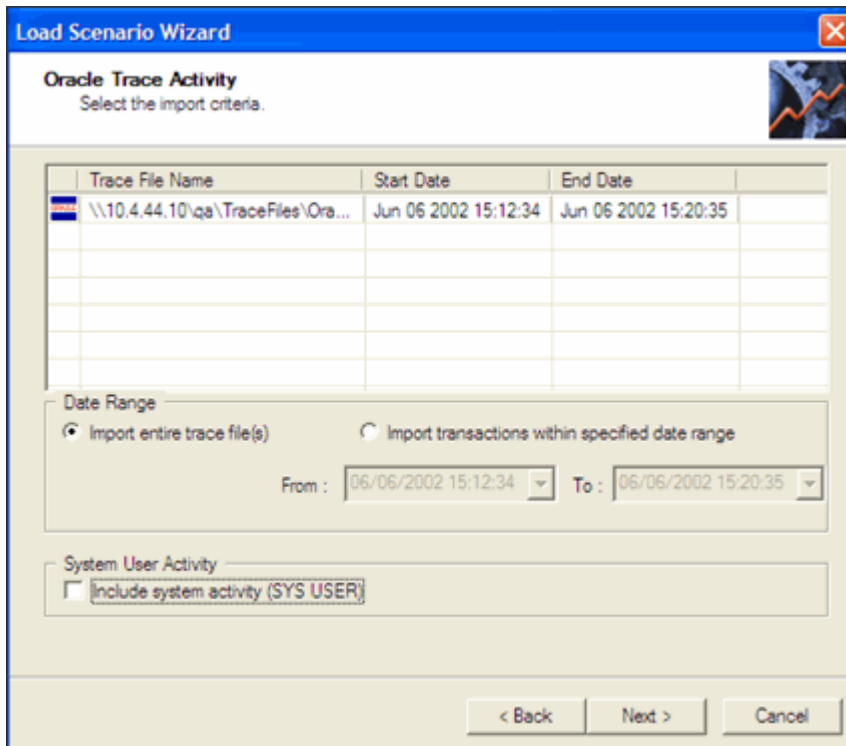 Load Scenario Wizard
Oracle Trace Activity
Select the import criteria.
Trace File Name Start Date End Date
\\10.4.44.10\qa\TraceFiles\Ora... Jun 06 2002 15:12:34 Jun 06 2002 15:20:35
Date Range
Import entire trace file(s) Import transactions within specified date range
From : 06/06/2002 15:12:34 To : 06/06/2002 15:20:35
System User Activity
Include system activity (SYS USER)
< Back Next > Cancel